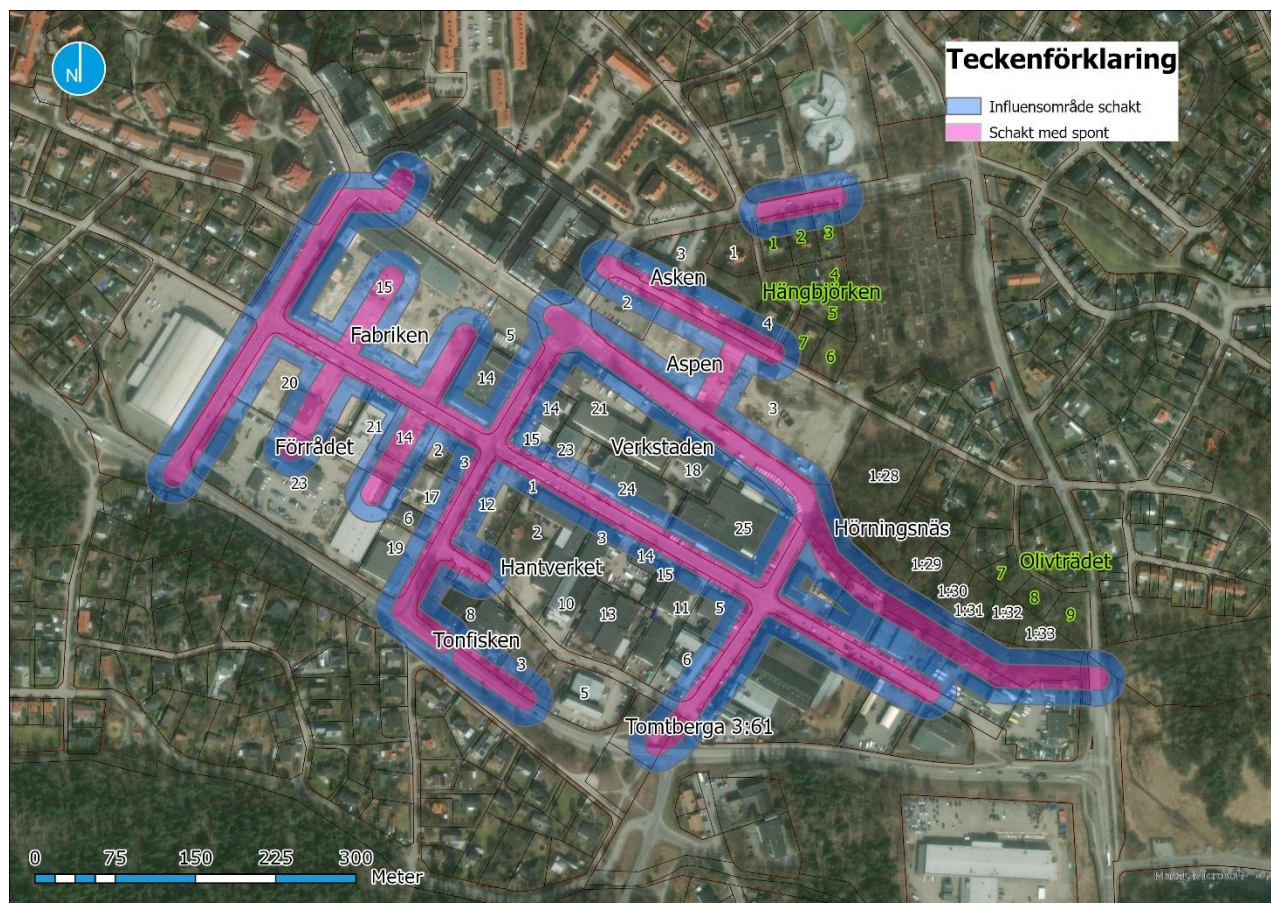 N
Teckenförklaring
Influensområde schakt
Schakt med spont
1 2 3
3 1
Asken
4
Hängbjörken
15
2
5
4
Fabriken
5
7
6
Aspen
20
14
14
21
3
21
14
2
15
23
Verkstaden
Förrådet
3
18
1:28
23
17
1
24
12
6
25
2
3
Hörningsnäs
19
14
1:29
7
Olivträdet
Hantverket
15
1:30
8
10
13
11
5
1:31
1:32
9
8
1:33
Tonfisken
3
6
5
Tomtberga 3:61
0 75 150 225 300
Meter